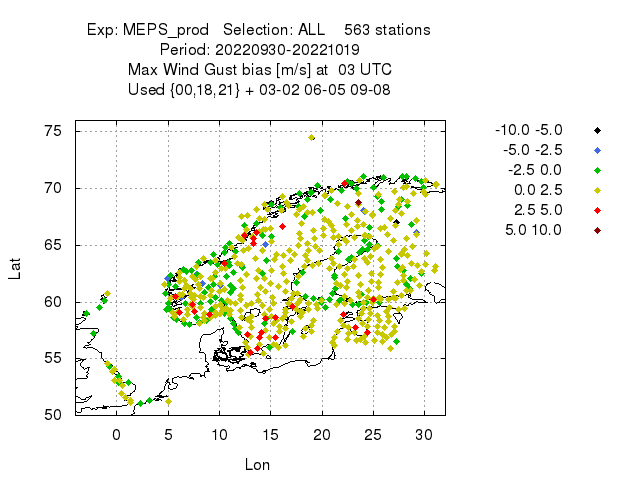 Exp: MEPS_prod   Selection: ALL    563 stations
Period: 20220930-20221019
Max Wind Gust bias [m/s] at  03 UTC
Used {00,18,21} + 03-02 06-05 09-08
-10.0 -5.0
-5.0 -2.5
-2.5 0.0
0.0 2.5
2.5 5.0
5.0 10.0
75
70
65
60
55
50
Lat
0 5 10 15 20 25 30
Lon